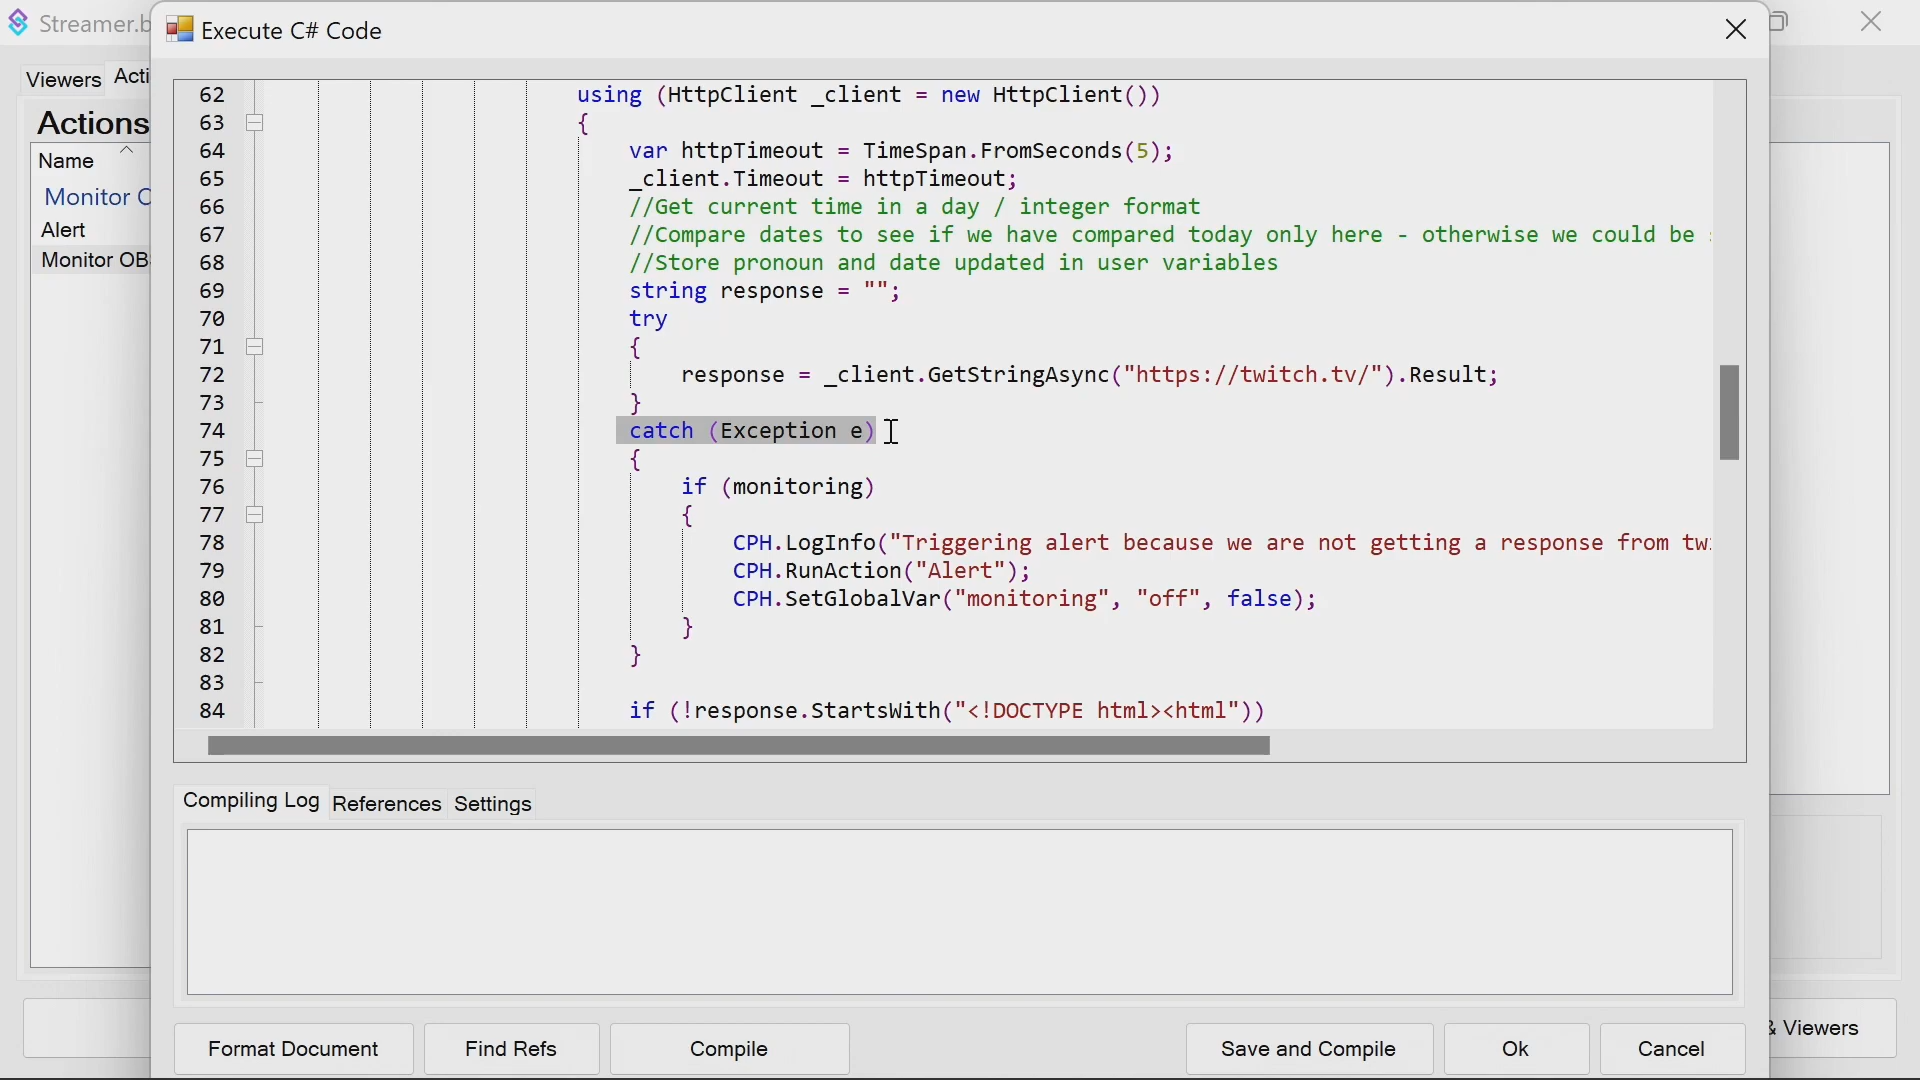 Streamer.b
Execute C# Code
Viewers
Acti
Actions
Name
Monitor O
Alert
Monitor OB
62 using (HttpClient _client = new HttpClient())
63 {
64 var httpTimeout = TimeSpan.FromSeconds(5);
65 _client.Timeout = httpTimeout;
66 //Get current time in a day / integer format
67 //Compare dates to see if we have compared today only here - otherwise we could be
68 //Store pronoun and date updated in user variables
69 string response = "";
70 try
71 {
72 response = _client.GetStringAsync("https://twitch.tv/").Result;
73 }
74 catch (Exception e)
75 {
76 if (monitoring)
77 {
78 CPH.LogInfo("Triggering alert because we are not getting a response from tw
79 CPH.RunAction("Alert");
80 CPH.SetGlobalVar("monitoring", "off", false);
81 }
82 }
83
84 if (!response.StartsWith("<!DOCTYPE html><html"))
Compiling Log References Settings
Format Document
Find Refs
Compile
Save and Compile
Ok
Cancel
& Viewers